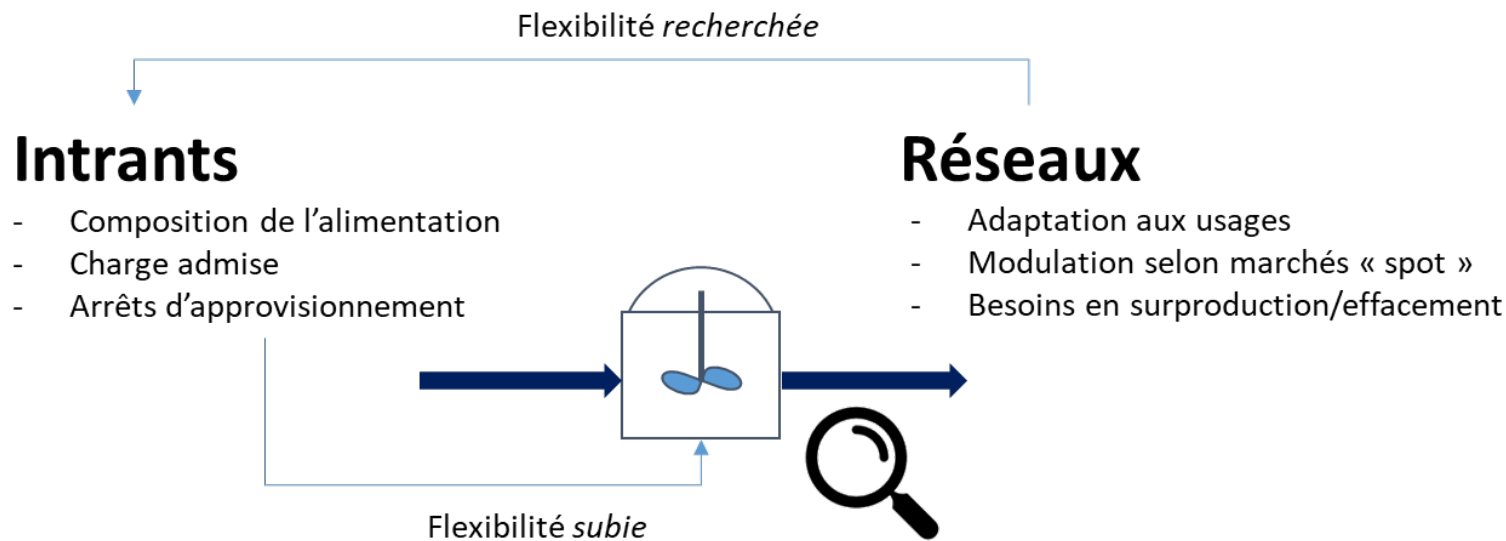 Flexibilité recherchée
Intrants
- Composition de l’alimentation
- Charge admise
- Arrêts d’approvisionnement
Réseaux
- Adaptation aux usages
- Modulation selon marchés « spot »
- Besoins en surproduction/effacement
Flexibilité subie